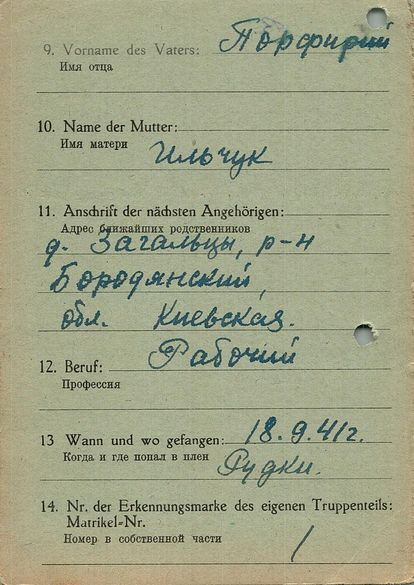 9. Vorname des Vaters: Порфирий
Имя отца
10. Name der Mutter:
Имя матери
Ильчук
11. Anschrift der nächsten Angehörigen:
Адрес ближайших родственников
д. Загальцы, р-н
Бородянский,
обл. Киевская.
Рабочий
12. Beruf:
Профессия
13 Wann und wo gefangen: 18.9.41г.
Когда и где попал в плен
Рудки.
14. Nr. der Erkennungsmarke des eigenen Truppenteils:
Matrikel-Nr.
Номер в собственной части /